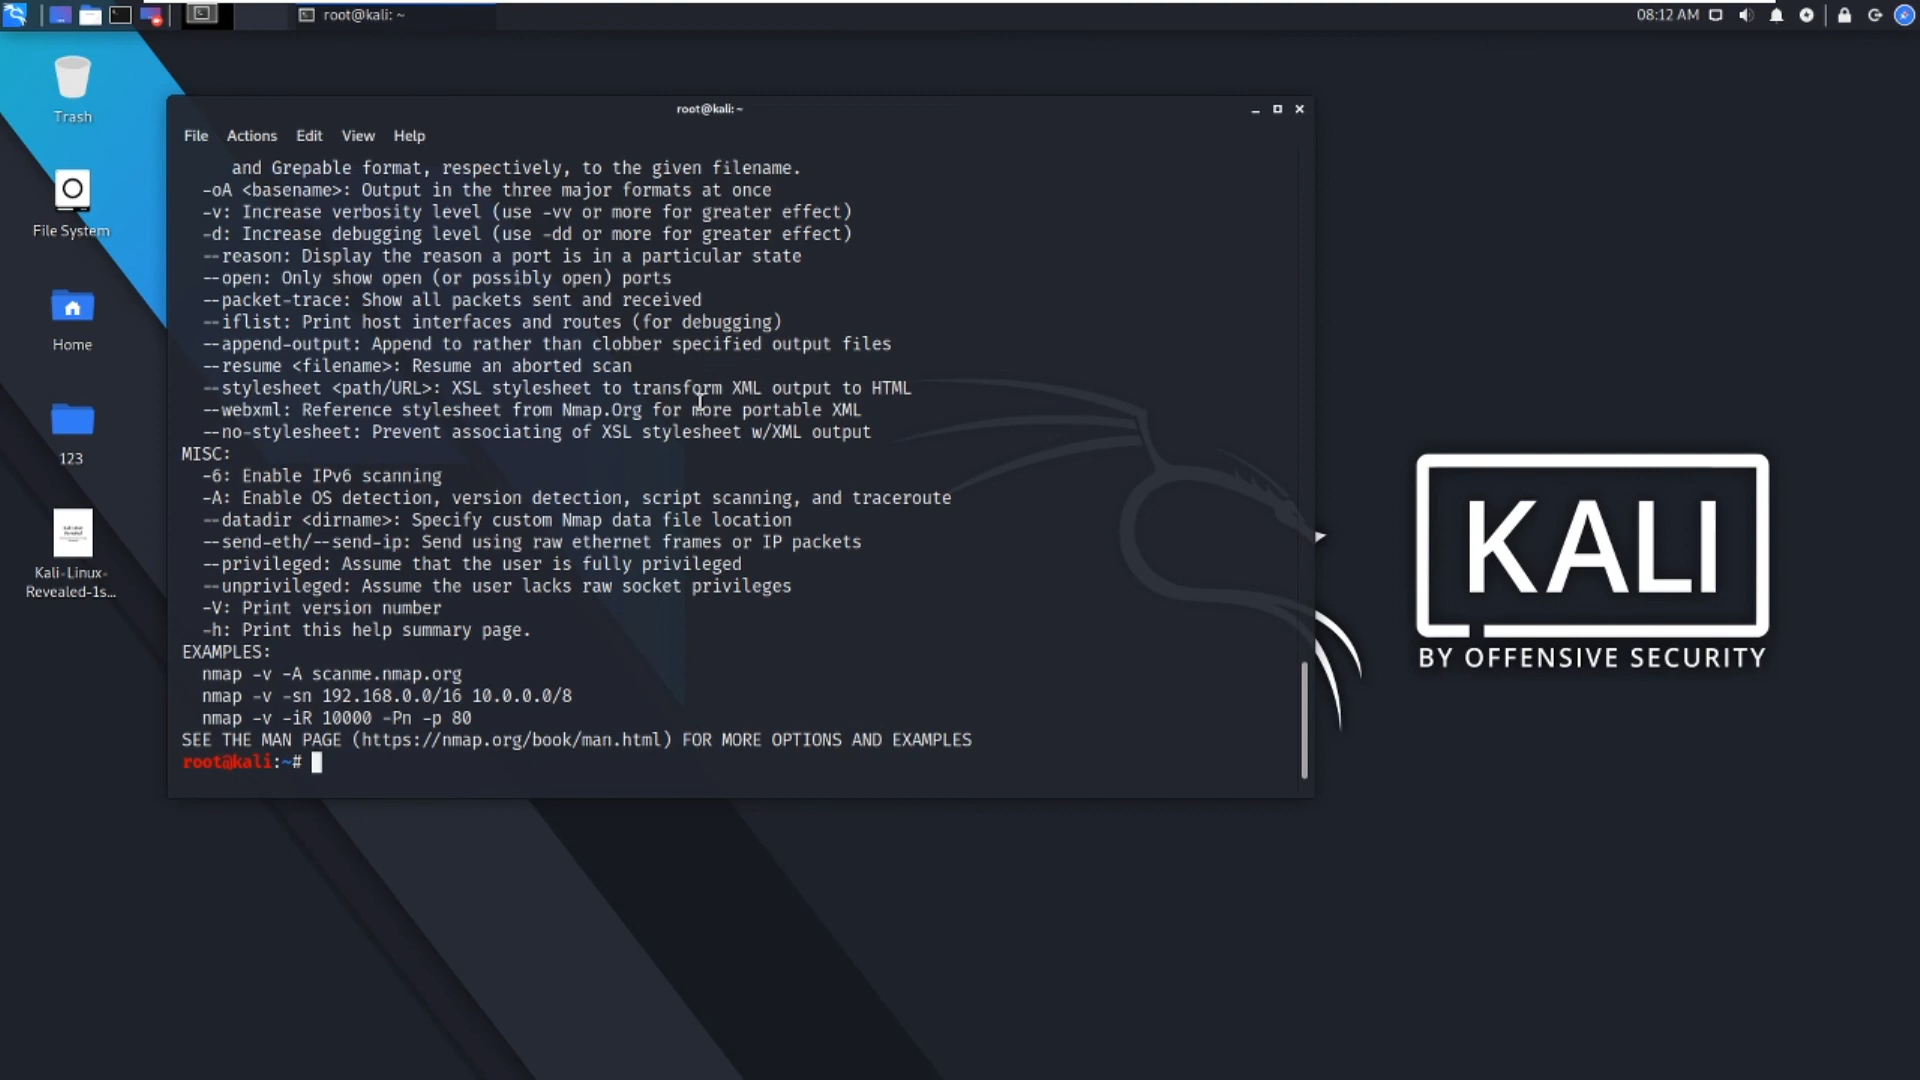 root@kali: ~
08:12 AM
Trash
File System
Home
123
Kali-Linux-
Revealed-1s...
root@kali: ~
File Actions Edit View Help
and Grepable format, respectively, to the given filename.
-oA <basename>: Output in the three major formats at once
-v: Increase verbosity level (use -vv or more for greater effect)
-d: Increase debugging level (use -dd or more for greater effect)
--reason: Display the reason a port is in a particular state
--open: Only show open (or possibly open) ports
--packet-trace: Show all packets sent and received
--iflist: Print host interfaces and routes (for debugging)
--append-output: Append to rather than clobber specified output files
--resume <filename>: Resume an aborted scan
--stylesheet <path/URL>: XSL stylesheet to transform XML output to HTML
--webxml: Reference stylesheet from Nmap.Org for more portable XML
--no-stylesheet: Prevent associating of XSL stylesheet w/XML output
MISC:
-6: Enable IPv6 scanning
-A: Enable OS detection, version detection, script scanning, and traceroute
--datadir <dirname>: Specify custom Nmap data file location
--send-eth/--send-ip: Send using raw ethernet frames or IP packets
--privileged: Assume that the user is fully privileged
--unprivileged: Assume the user lacks raw socket privileges
-V: Print version number
-h: Print this help summary page.
EXAMPLES:
nmap -v -A scanme.nmap.org
nmap -v -sn 192.168.0.0/16 10.0.0.0/8
nmap -v -iR 10000 -Pn -p 80
SEE THE MAN PAGE (https://nmap.org/book/man.html) FOR MORE OPTIONS AND EXAMPLES
root@kali:~#
KALI
BY OFFENSIVE SECURITY